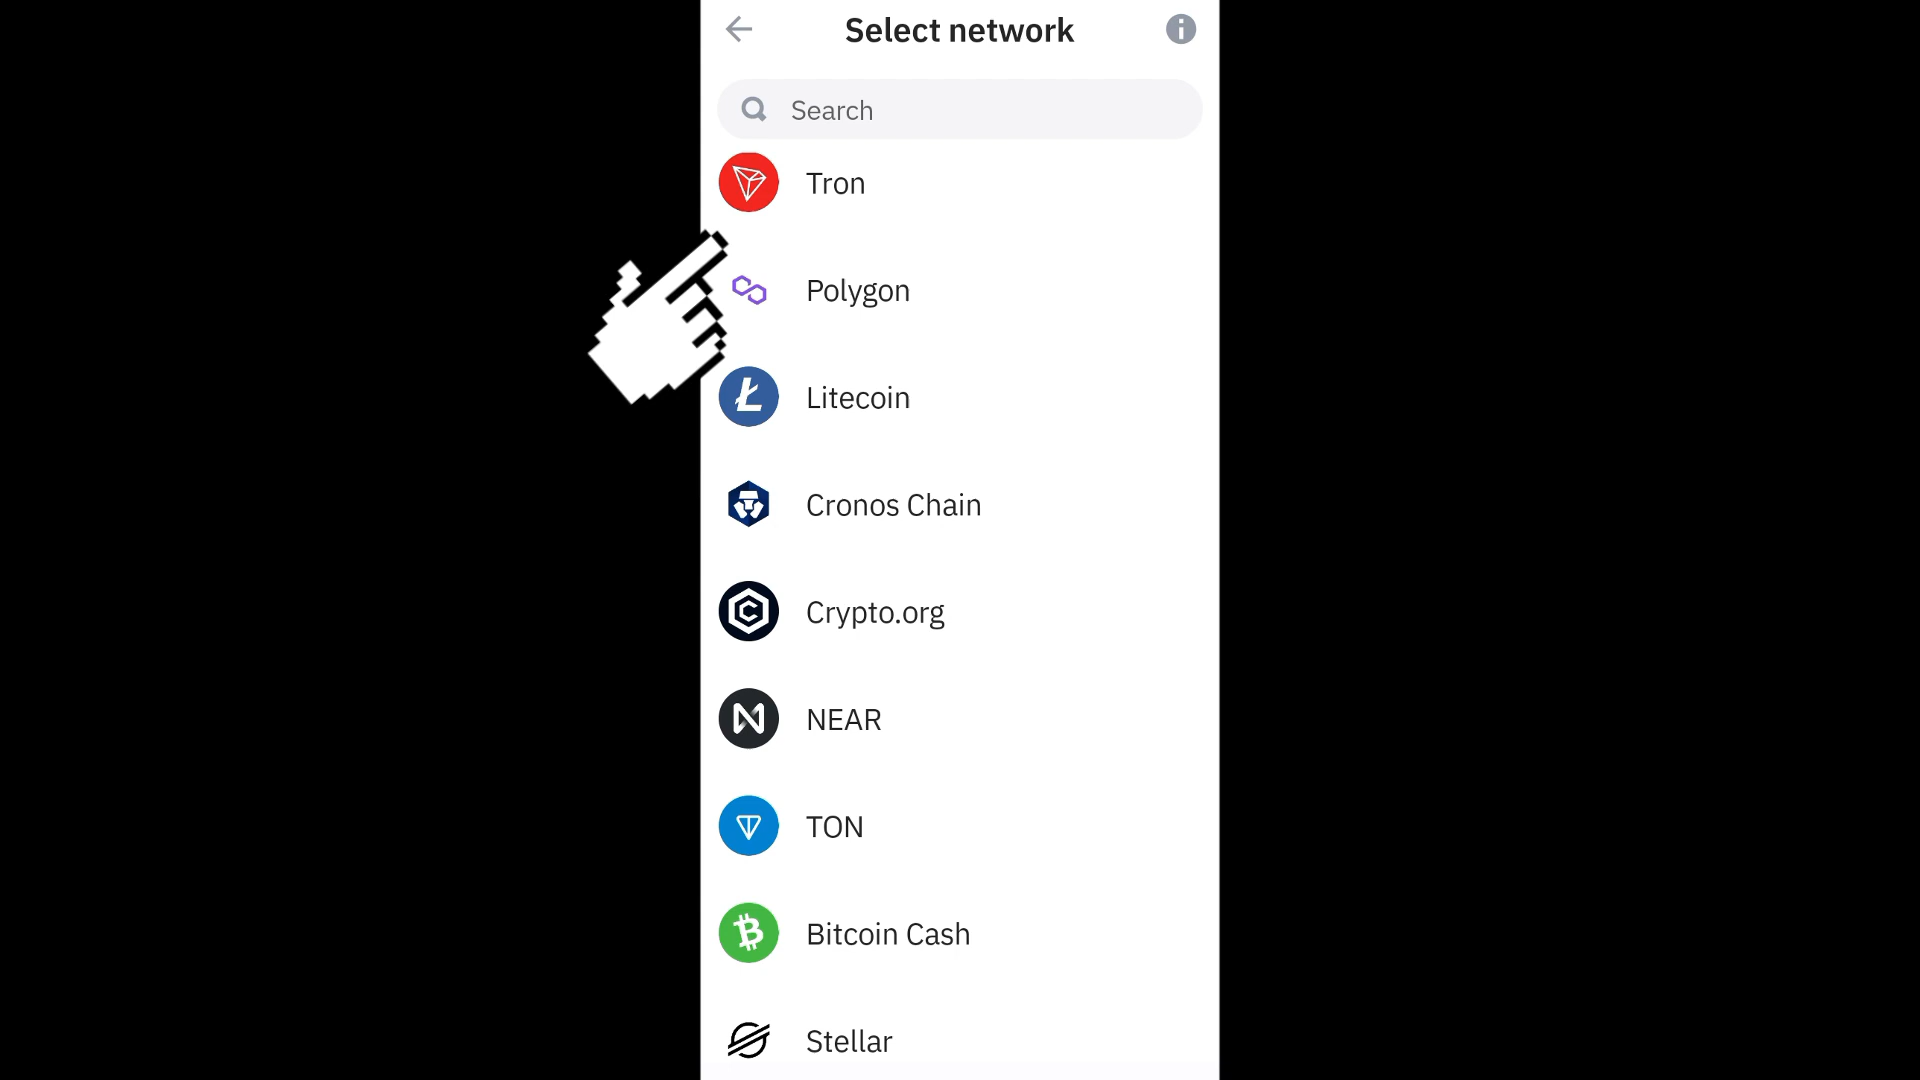 Select network
Search
Tron
Polygon
Litecoin
Cronos Chain
Crypto.org
NEAR
TON
Bitcoin Cash
Stellar